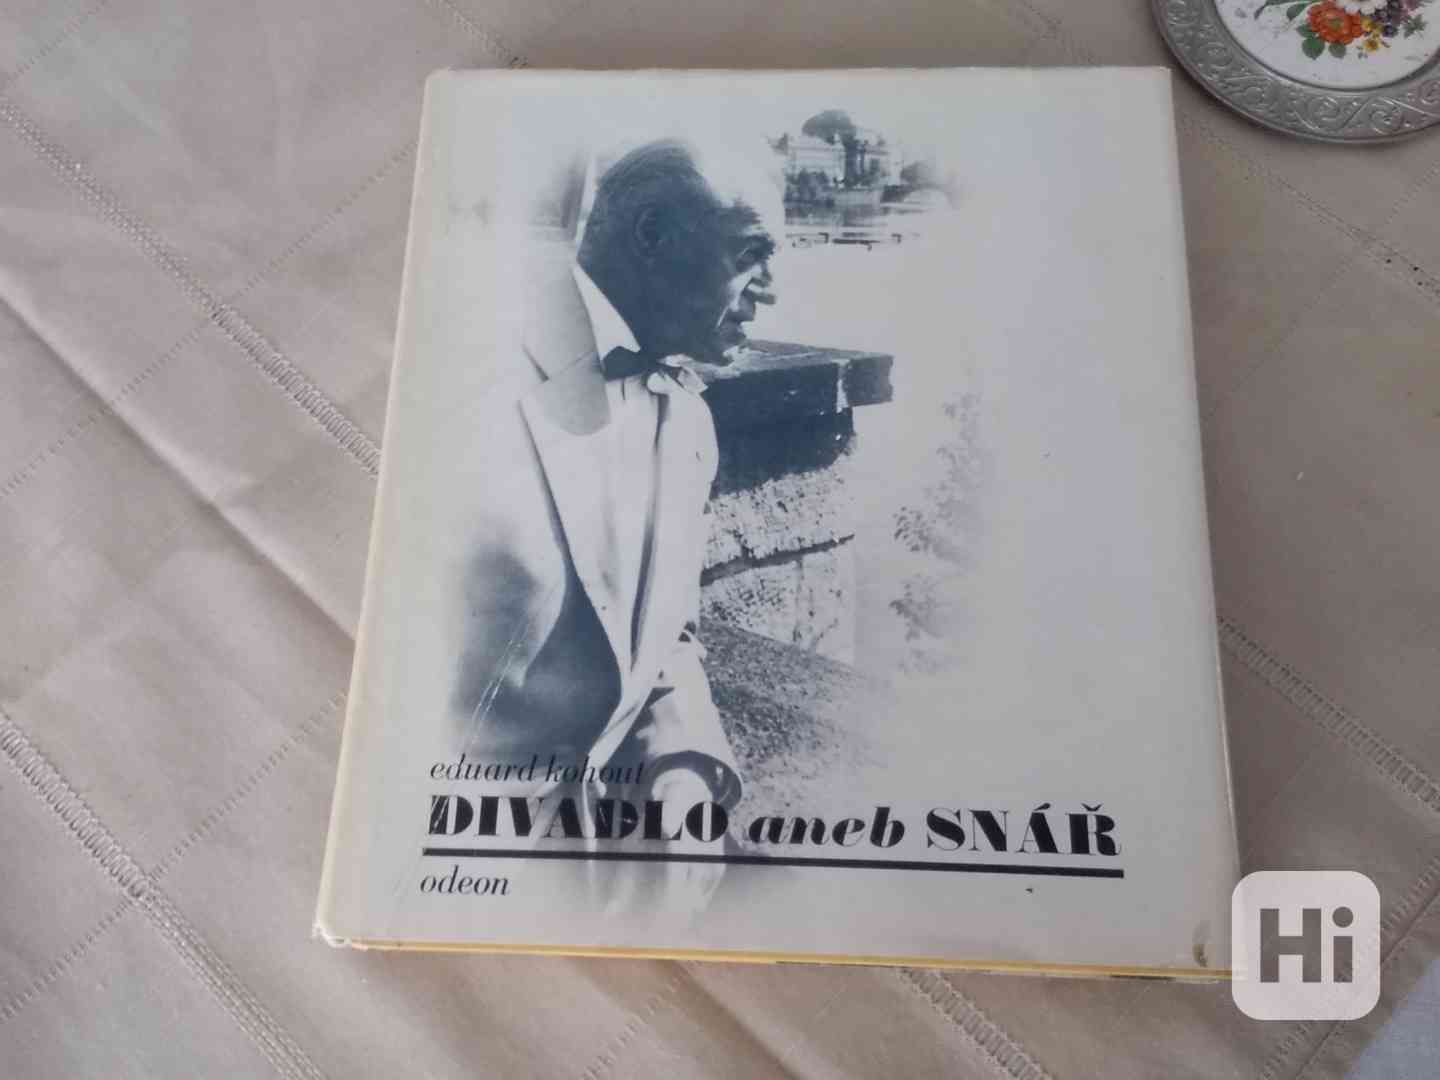 eduard kohout
DIVADLO aneb SNÁŘ
odeon
Hi